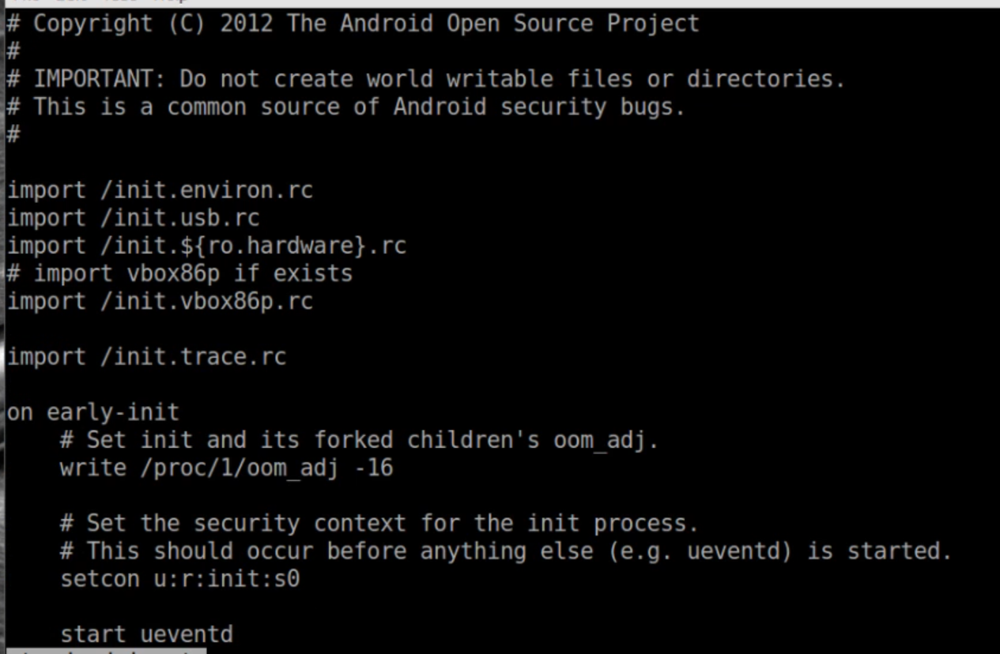 # Copyright (C) 2012 The Android Open Source Project
#
# IMPORTANT: Do not create world writable files or directories.
# This is a common source of Android security bugs.
#
import /init.environ.rc
import /init.usb.rc
import /init.${ro.hardware}.rc
# import vbox86p if exists
import /init.vbox86p.rc
import /init.trace.rc
on early-init
# Set init and its forked children's oom_adj.
write /proc/1/oom_adj -16
# Set the security context for the init process.
# This should occur before anything else (e.g. ueventd) is started.
setcon u:r:init:s0
start ueventd